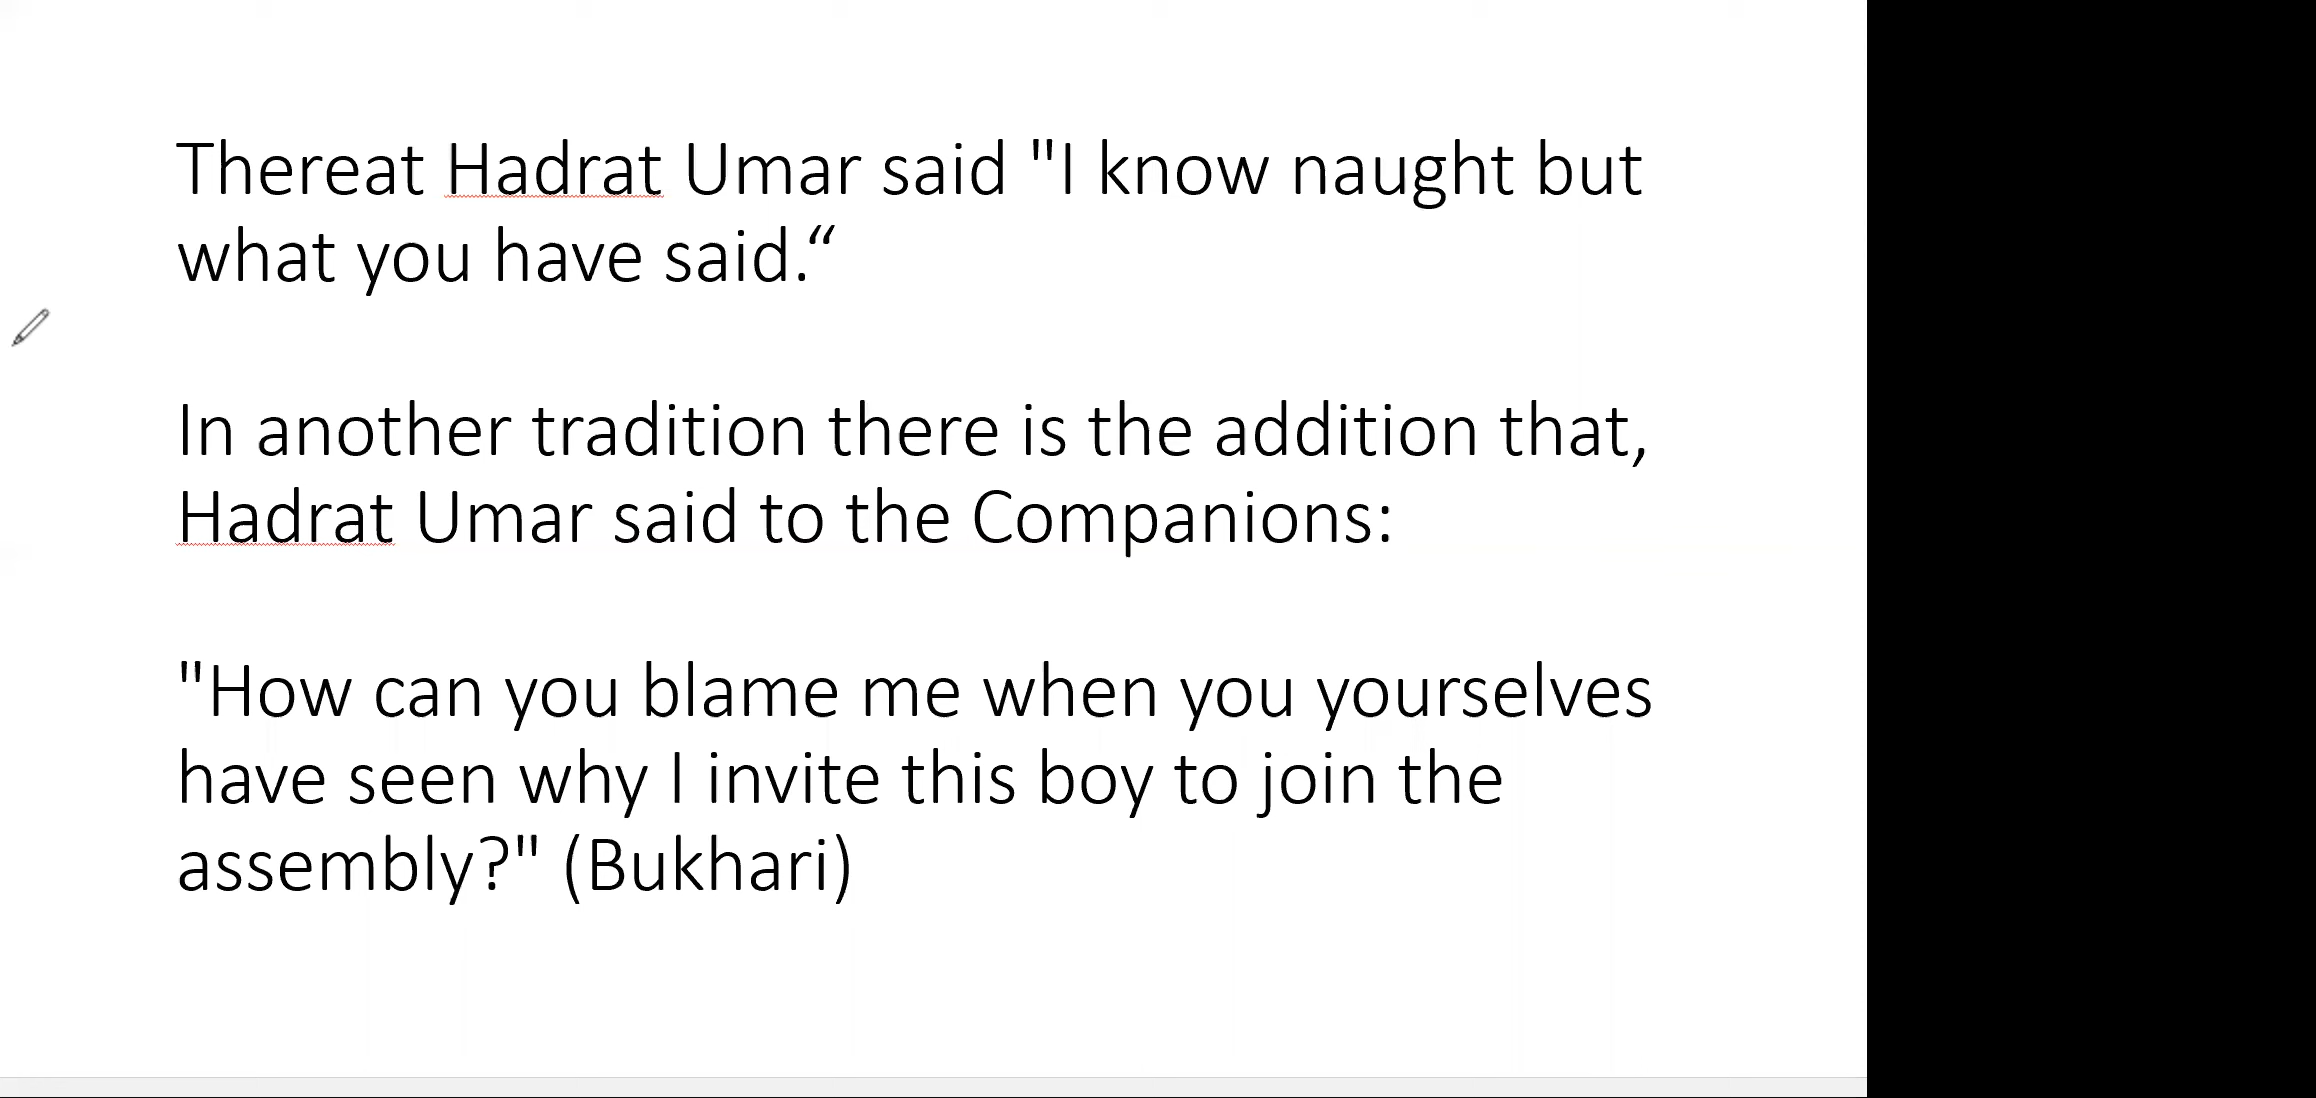 Thereat Hadrat Umar said "I know naught but
what you have said.“
In another tradition there is the addition that,
Hadrat Umar said to the Companions:
"How can you blame me when you yourselves
have seen why I invite this boy to join the
assembly?" (Bukhari)